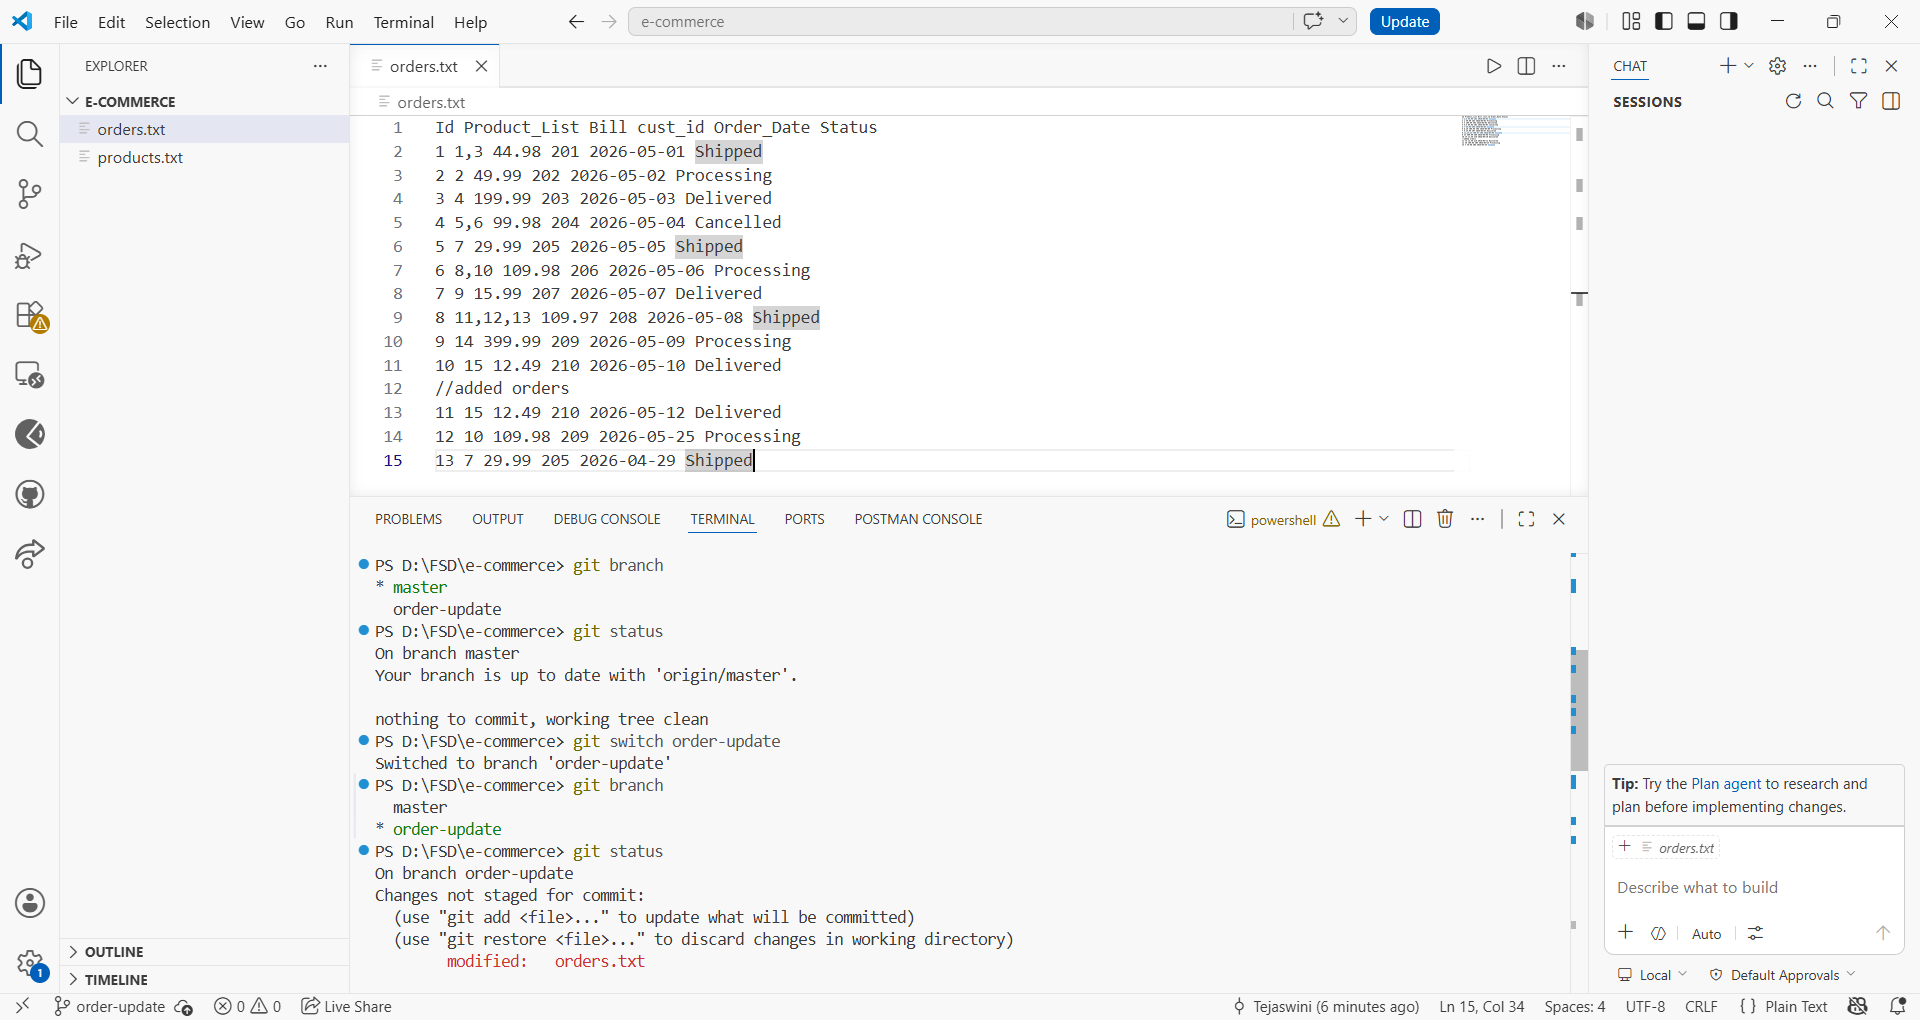 File Edit Selection View Go Run Terminal Help
e-commerce
Update
EXPLORER
E-COMMERCE
orders.txt
products.txt
OUTLINE
TIMELINE
orders.txt
orders.txt
1 Id Product_List Bill cust_id Order_Date Status
2 1 1,3 44.98 201 2026-05-01 Shipped
3 2 2 49.99 202 2026-05-02 Processing
4 3 4 199.99 203 2026-05-03 Delivered
5 4 5,6 99.98 204 2026-05-04 Cancelled
6 5 7 29.99 205 2026-05-05 Shipped
7 6 8,10 109.98 206 2026-05-06 Processing
8 7 9 15.99 207 2026-05-07 Delivered
9 8 11,12,13 109.97 208 2026-05-08 Shipped
10 9 14 399.99 209 2026-05-09 Processing
11 10 15 12.49 210 2026-05-10 Delivered
12 //added orders
13 11 15 12.49 210 2026-05-12 Delivered
14 12 10 109.98 209 2026-05-25 Processing
15 13 7 29.99 205 2026-04-29 Shipped
PROBLEMS OUTPUT DEBUG CONSOLE TERMINAL PORTS POSTMAN CONSOLE
powershell
PS D:\FSD\e-commerce> git branch
* master
order-update
PS D:\FSD\e-commerce> git status
On branch master
Your branch is up to date with 'origin/master'.
nothing to commit, working tree clean
PS D:\FSD\e-commerce> git switch order-update
Switched to branch 'order-update'
PS D:\FSD\e-commerce> git branch
master
* order-update
PS D:\FSD\e-commerce> git status
On branch order-update
Changes not staged for commit:
(use "git add <file>..." to update what will be committed)
(use "git restore <file>..." to discard changes in working directory)
modified: orders.txt
CHAT
SESSIONS
Tip: Try the Plan agent to research and
plan before implementing changes.
orders.txt
Describe what to build
Auto
Local Default Approvals
1
order-update 0 0 Live Share
Tejaswini (6 minutes ago) Ln 15, Col 34 Spaces: 4 UTF-8 CRLF { } Plain Text